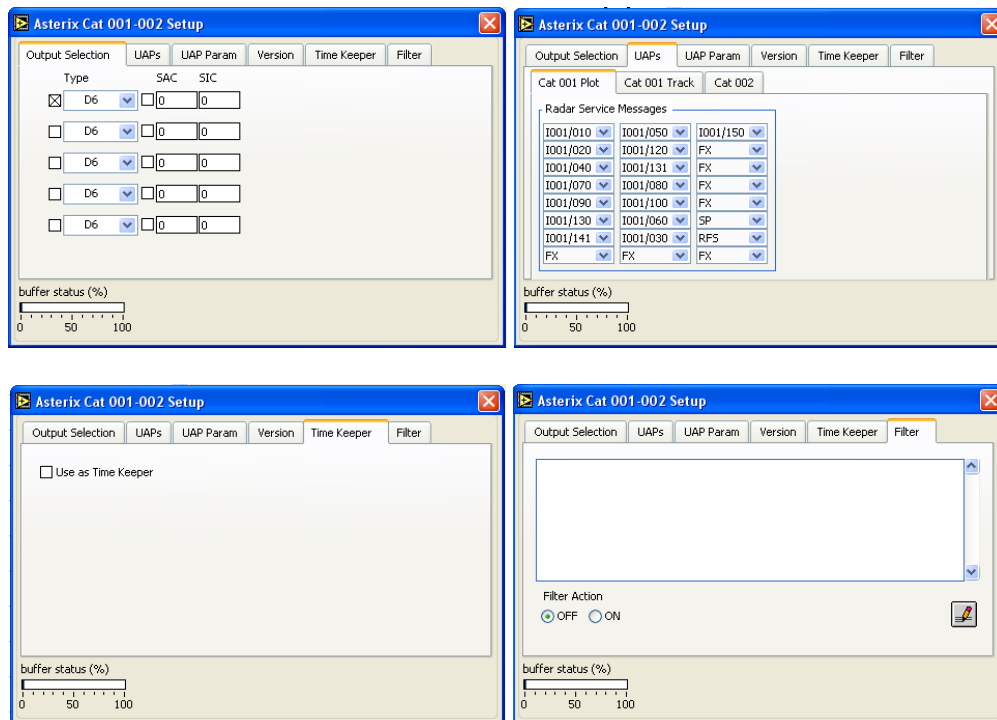 Asterix Cat 001-002 Setup
Output Selection UAPs UAP Param Version Time Keeper Filter
Type SAC SIC
D6 0 0
D6 0 0
D6 0 0
D6 0 0
D6 0 0
buffer status (%)
0 50 100
Asterix Cat 001-002 Setup
Output Selection UAPs UAP Param Version Time Keeper Filter
Cat 001 Plot Cat 001 Track Cat 002
Radar Service Messages
I001/010 I001/050 I001/150
I001/020 I001/120 FX
I001/040 I001/131 FX
I001/070 I001/080 FX
I001/090 I001/100 FX
I001/130 I001/060 SP
I001/141 I001/030 RFS
FX FX FX
buffer status (%)
0 50 100
Asterix Cat 001-002 Setup
Output Selection UAPs UAP Param Version Time Keeper Filter
Use as Time Keeper
buffer status (%)
0 50 100
Asterix Cat 001-002 Setup
Output Selection UAPs UAP Param Version Time Keeper Filter
Filter Action
OFF ON
buffer status (%)
0 50 100